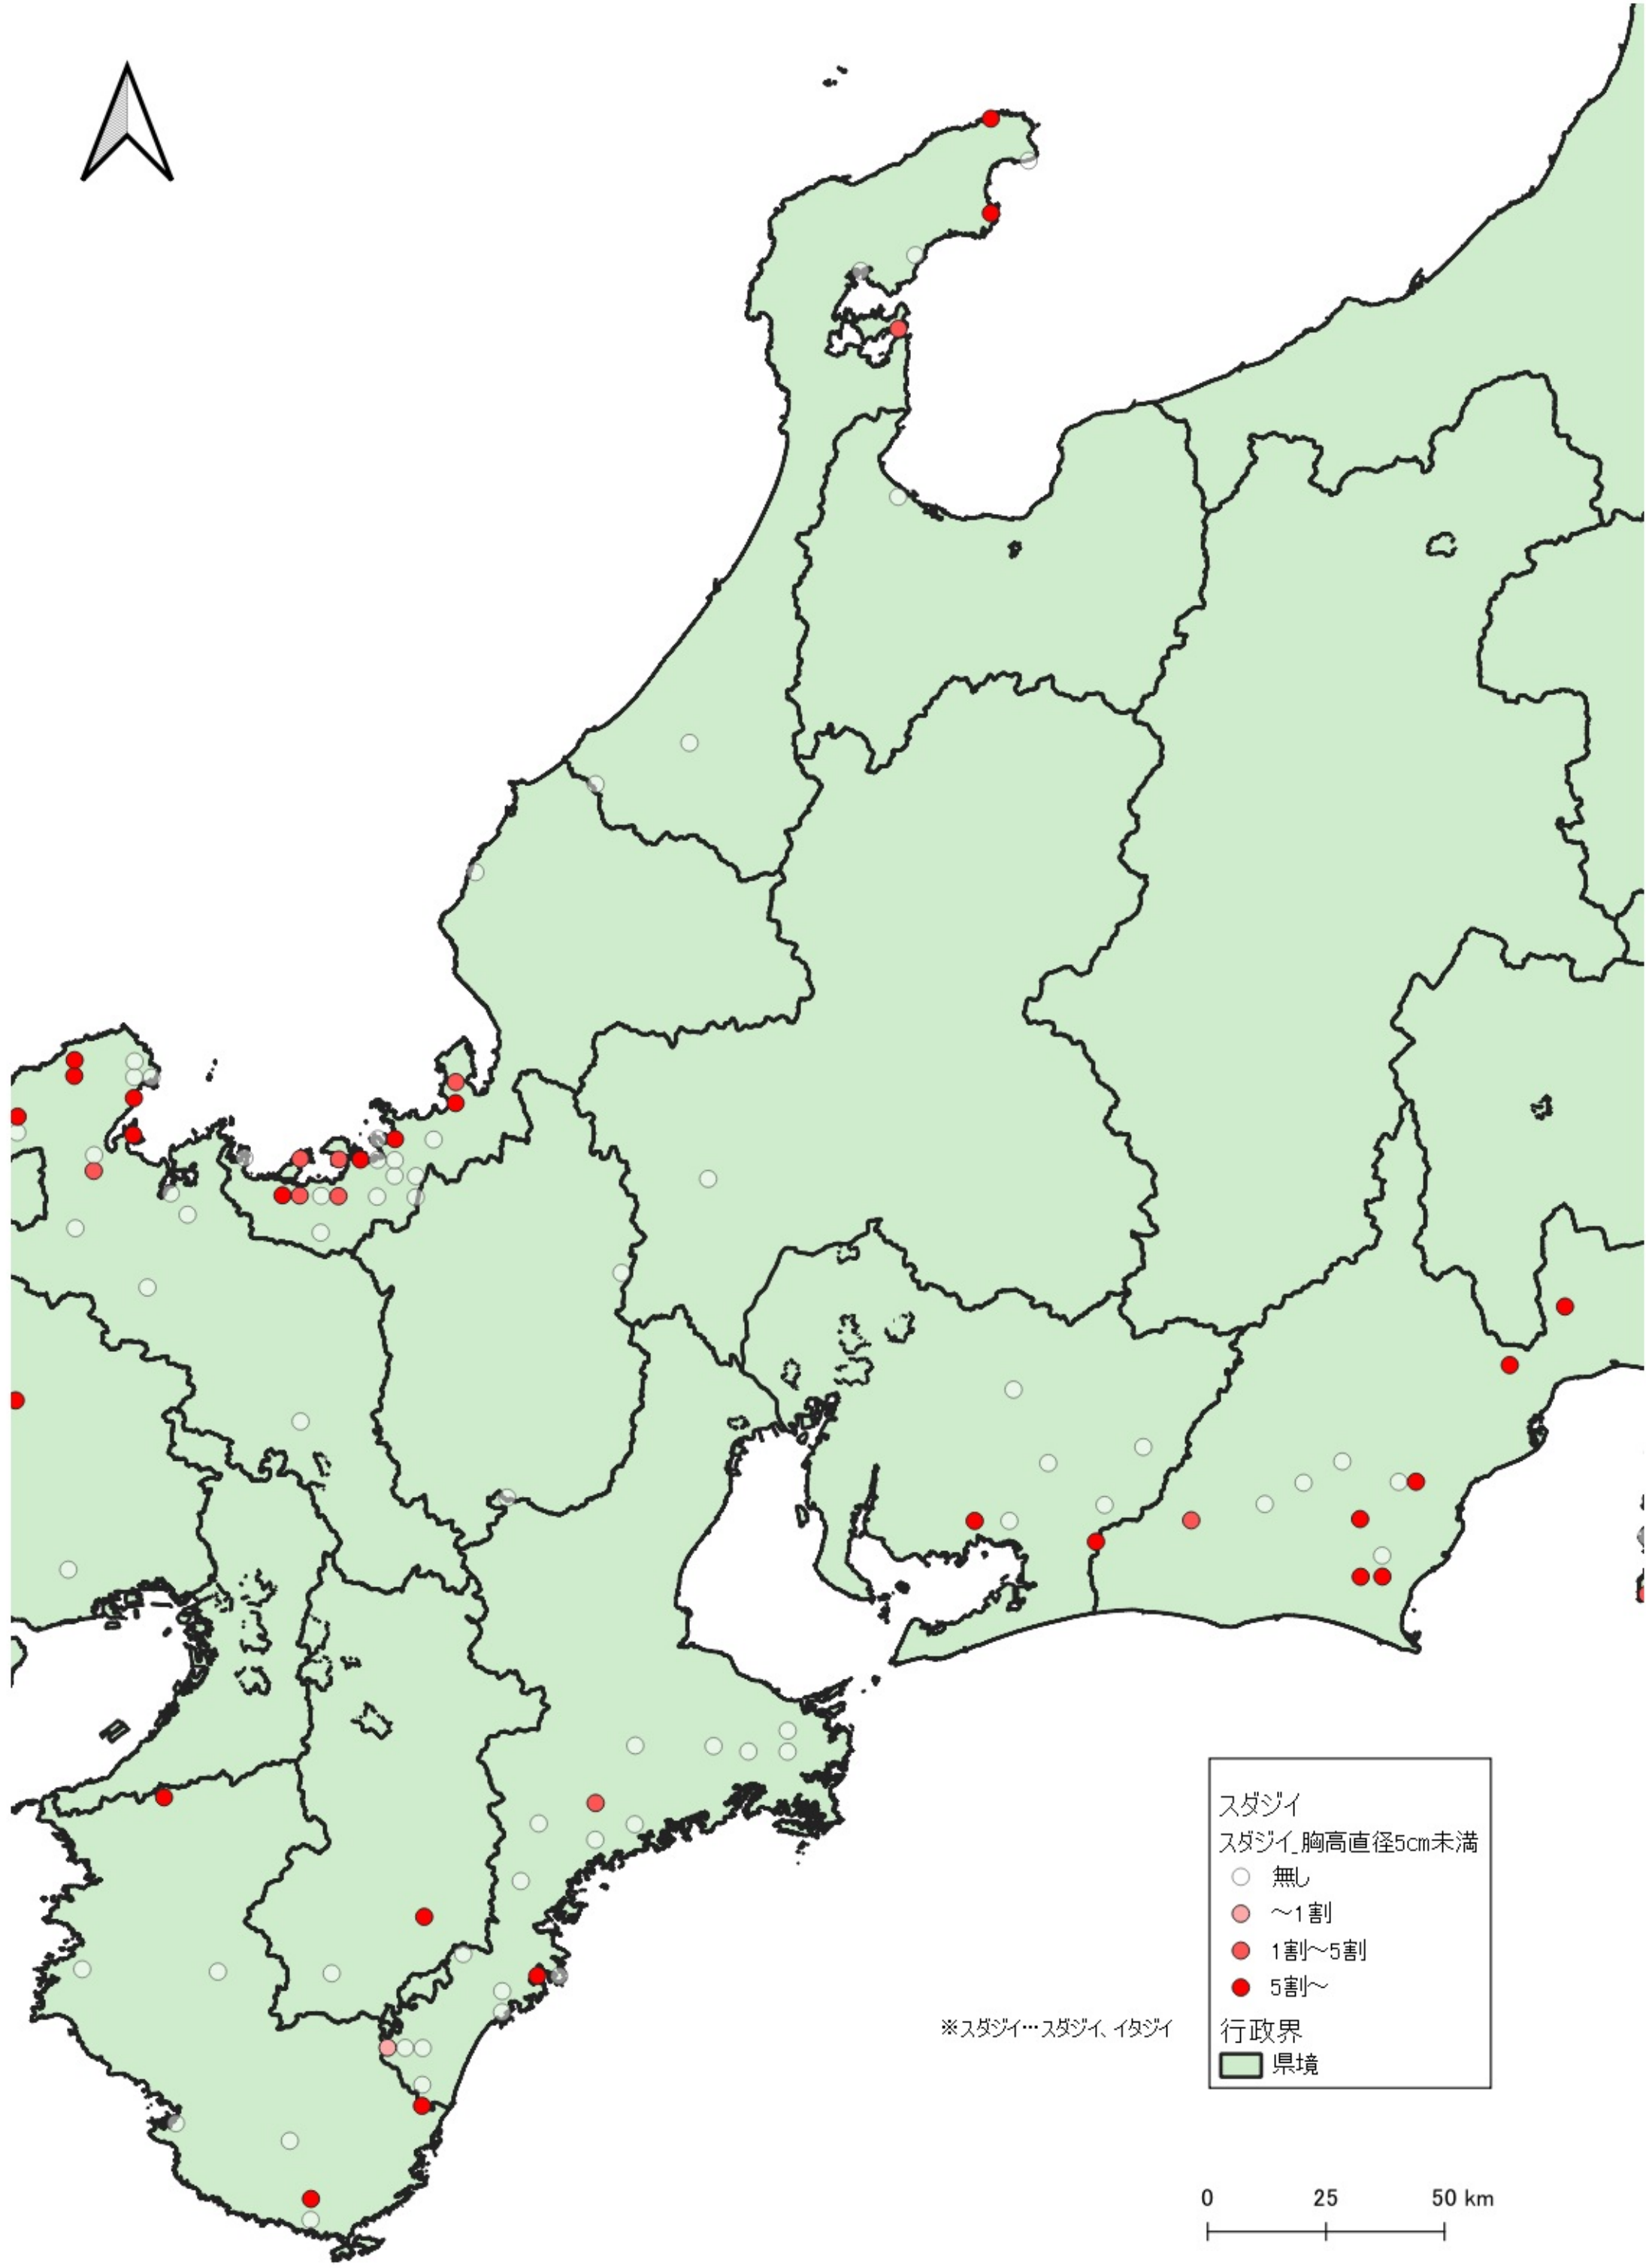 スダジイ
スダジイ_胸高直径5cm未満
無し
～1割
1割～5割
5割～
※スダジイ…スダジイ、イタジイ
行政界
県境
0 25 50 km